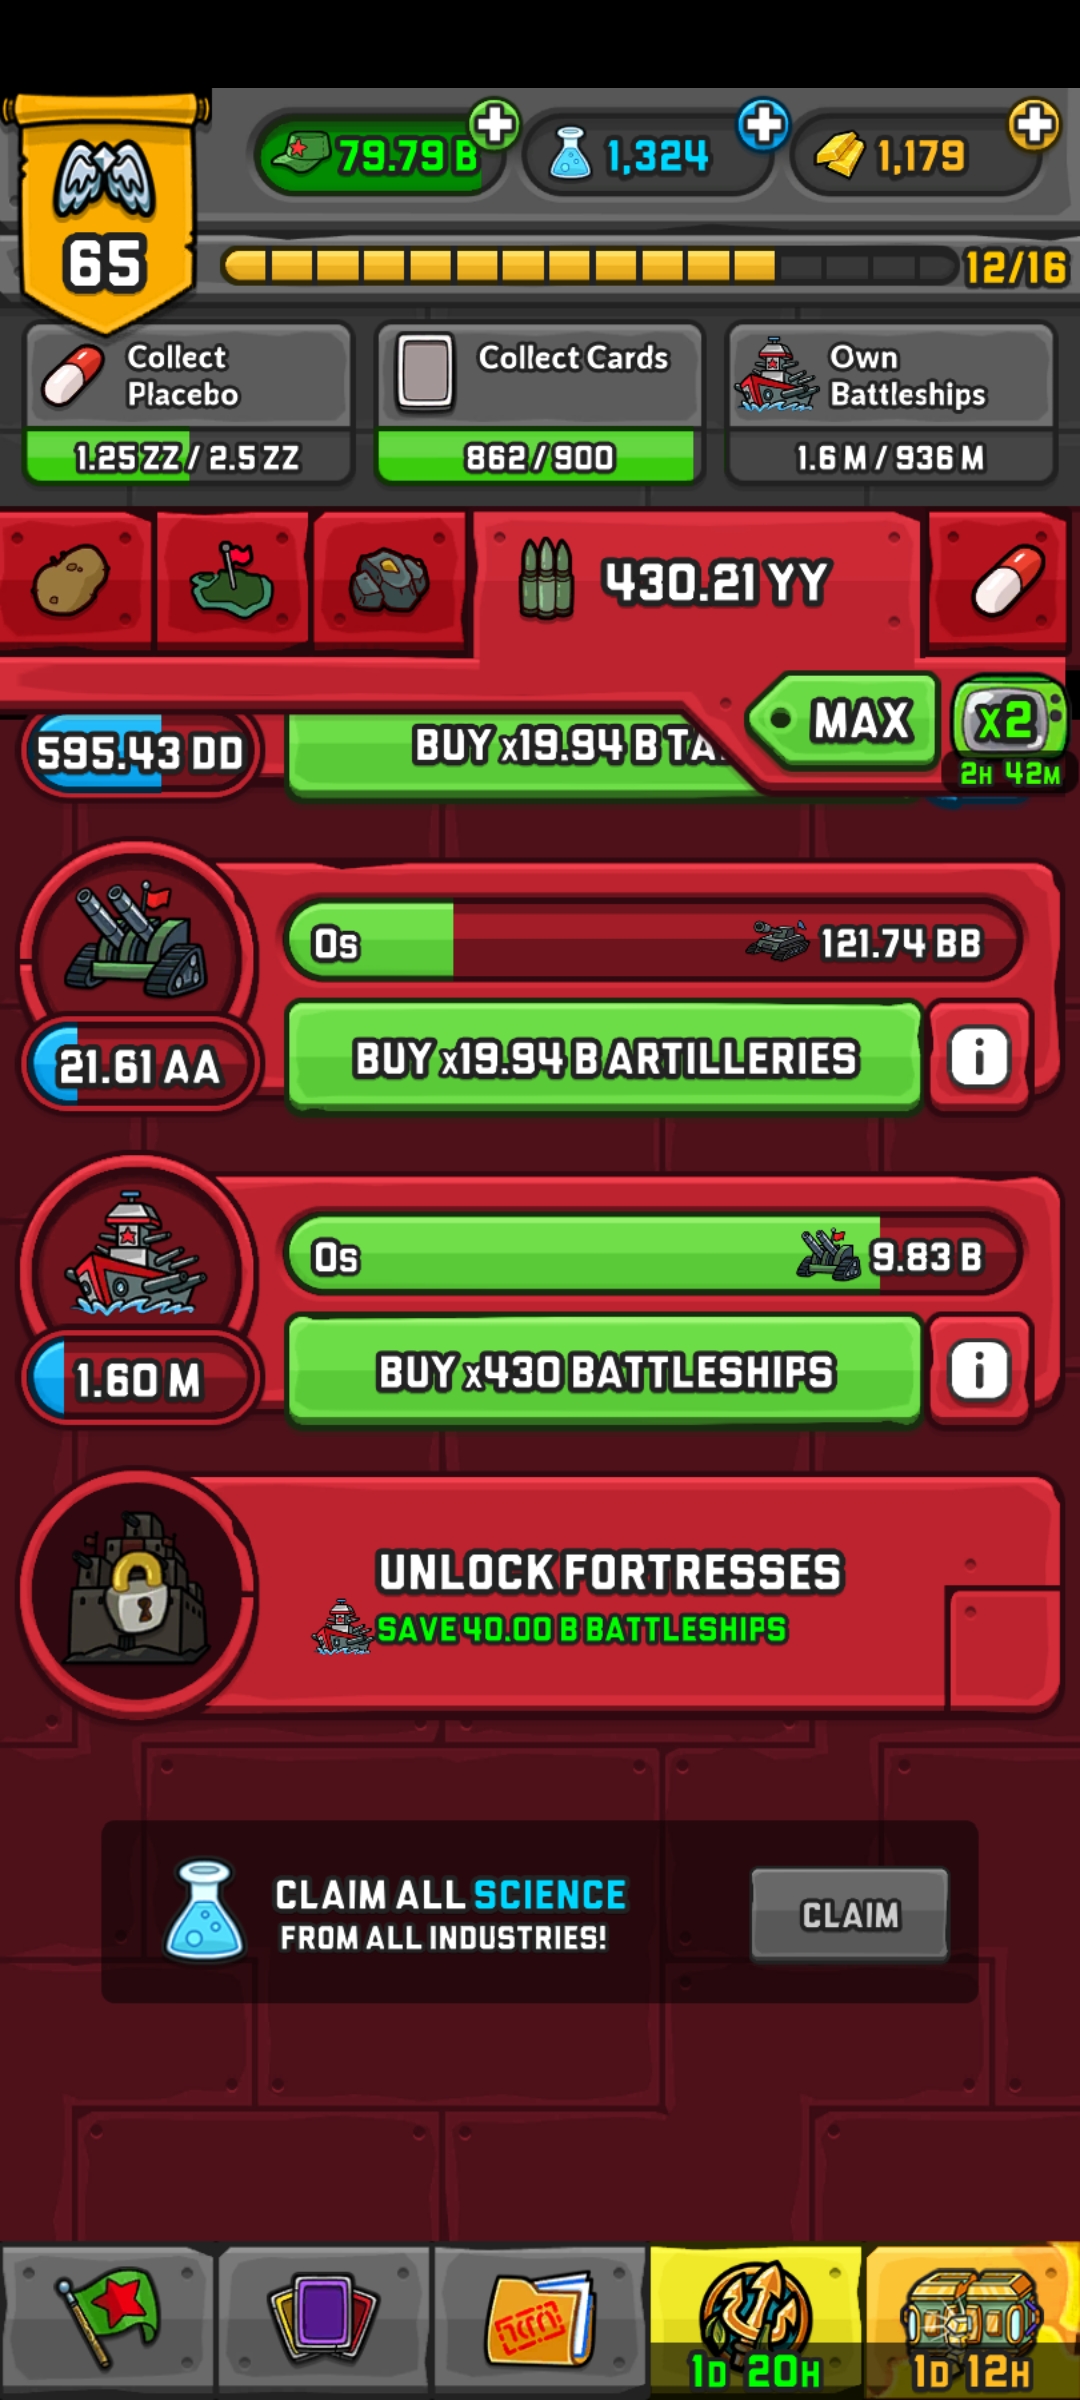 79.79 B
1,324
1,179
65
12/16
Collect
Placebo
Collect Cards
Own
Battleships
1.25 ZZ / 2.5 ZZ
862 / 900
1.6 M / 936 M
430.21 YY
MAX
x2
2H 42M
595.43 DD
BUY x19.94 B TA
0s
121.74 BB
21.61 AA
BUY x19.94 B ARTILLERIES
i
0s
9.83 B
1.60 M
BUY x430 BATTLESHIPS
i
UNLOCK FORTRESSES
SAVE 40.00 B BATTLESHIPS
CLAIM ALL SCIENCE
FROM ALL INDUSTRIES!
CLAIM
1D 20H
1D 12H